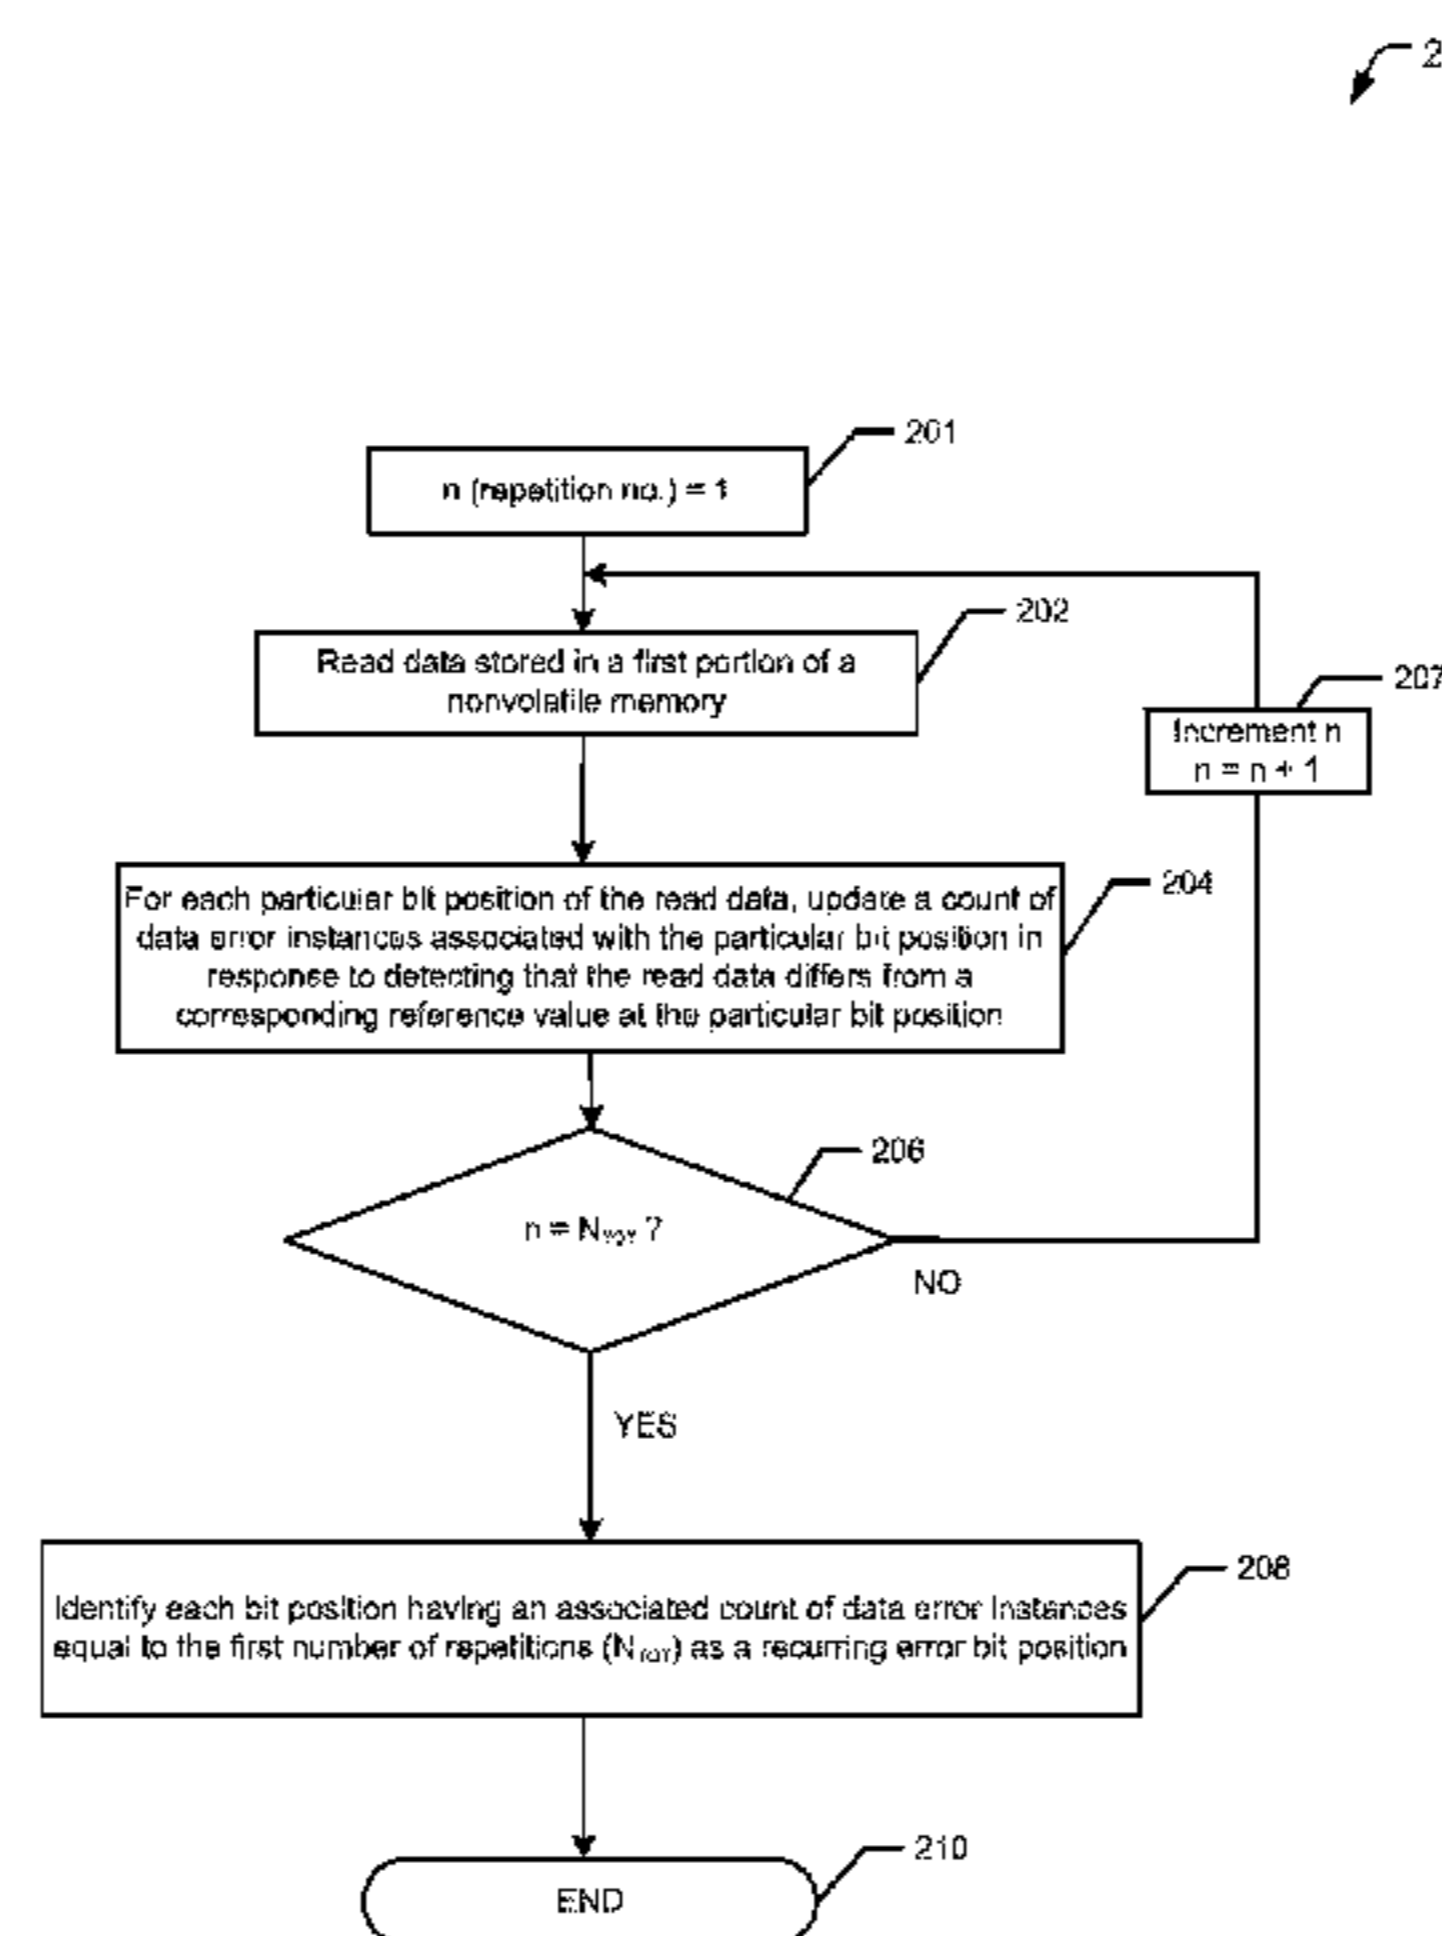 2
201
n (repetition no.) = 1
202
Read data stored in a first portion of a
nonvolatile memory
207
Increment n
n = n + 1
204
For each particular bit position of the read data, update a count of
data error instances associated with the particular bit position in
response to detecting that the read data differs from a
corresponding reference value at the particular bit position
206
n = N_TOT ?
NO
YES
208
Identify each bit position having an associated count of data error instances
equal to the first number of repetitions (N_TOT) as a recurring error bit position
210
END